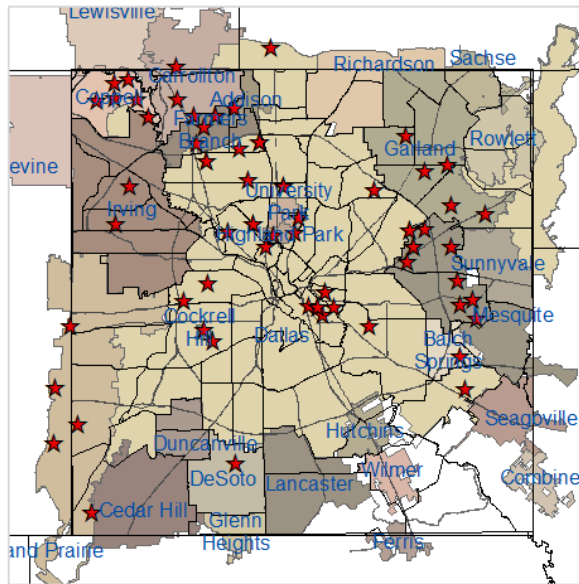 Lewisville
Sachse
Richardson
Carrollton
Coppell
Addison
Farmers
Branch
Garland
Rowlett
evine
University
Park
Irving
Highland Park
Sunnyvale
Mesquite
Cockrell
Hill
Dallas
Balch
Springs
Seagoville
Hutchins
Duncanville
DeSoto
Wilmer
Lancaster
Combine
Cedar Hill
Glenn
Heights
Ferris
and Prairie